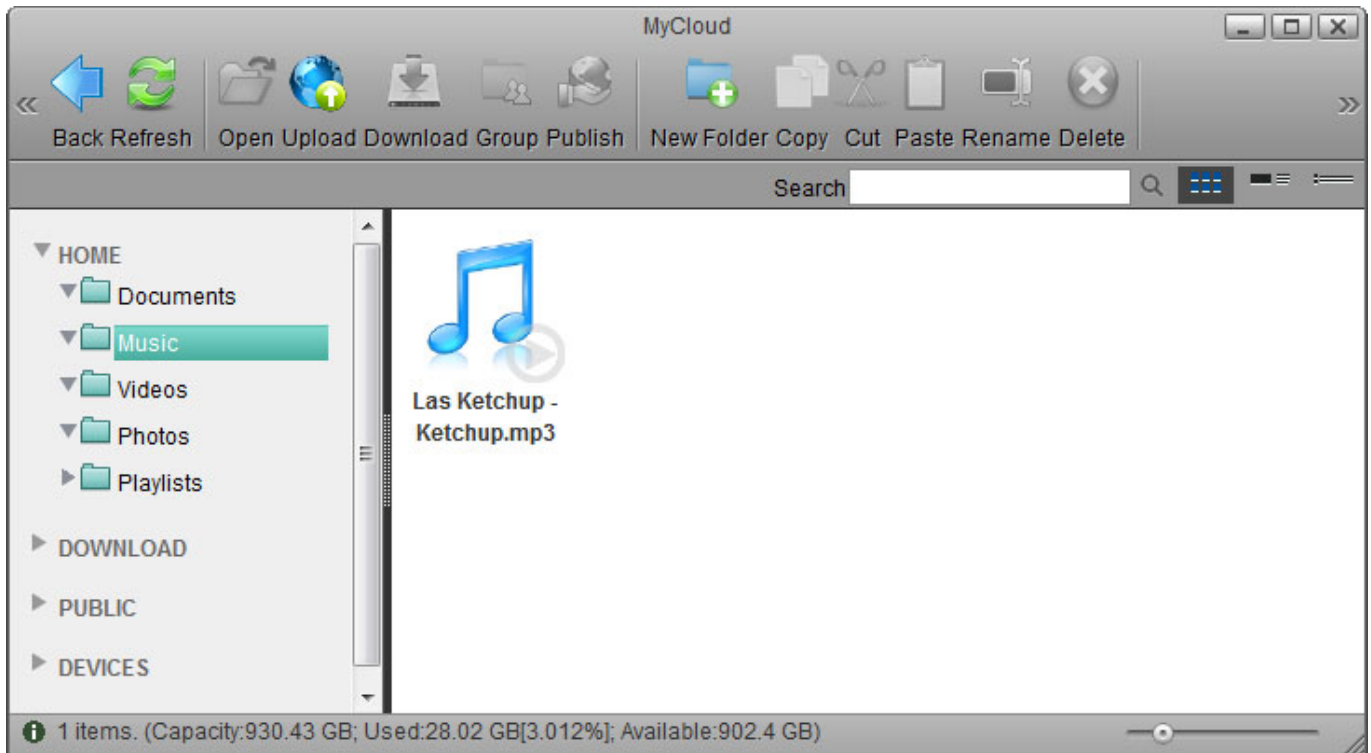 MyCloud
Back Refresh Open Upload Download Group Publish New Folder Copy Cut Paste Rename Delete
Search
HOME
Documents
Music
Videos
Photos
Playlists
DOWNLOAD
PUBLIC
DEVICES
Las Ketchup -
Ketchup.mp3
1 items. (Capacity:930.43 GB; Used:28.02 GB[3.012%]; Available:902.4 GB)